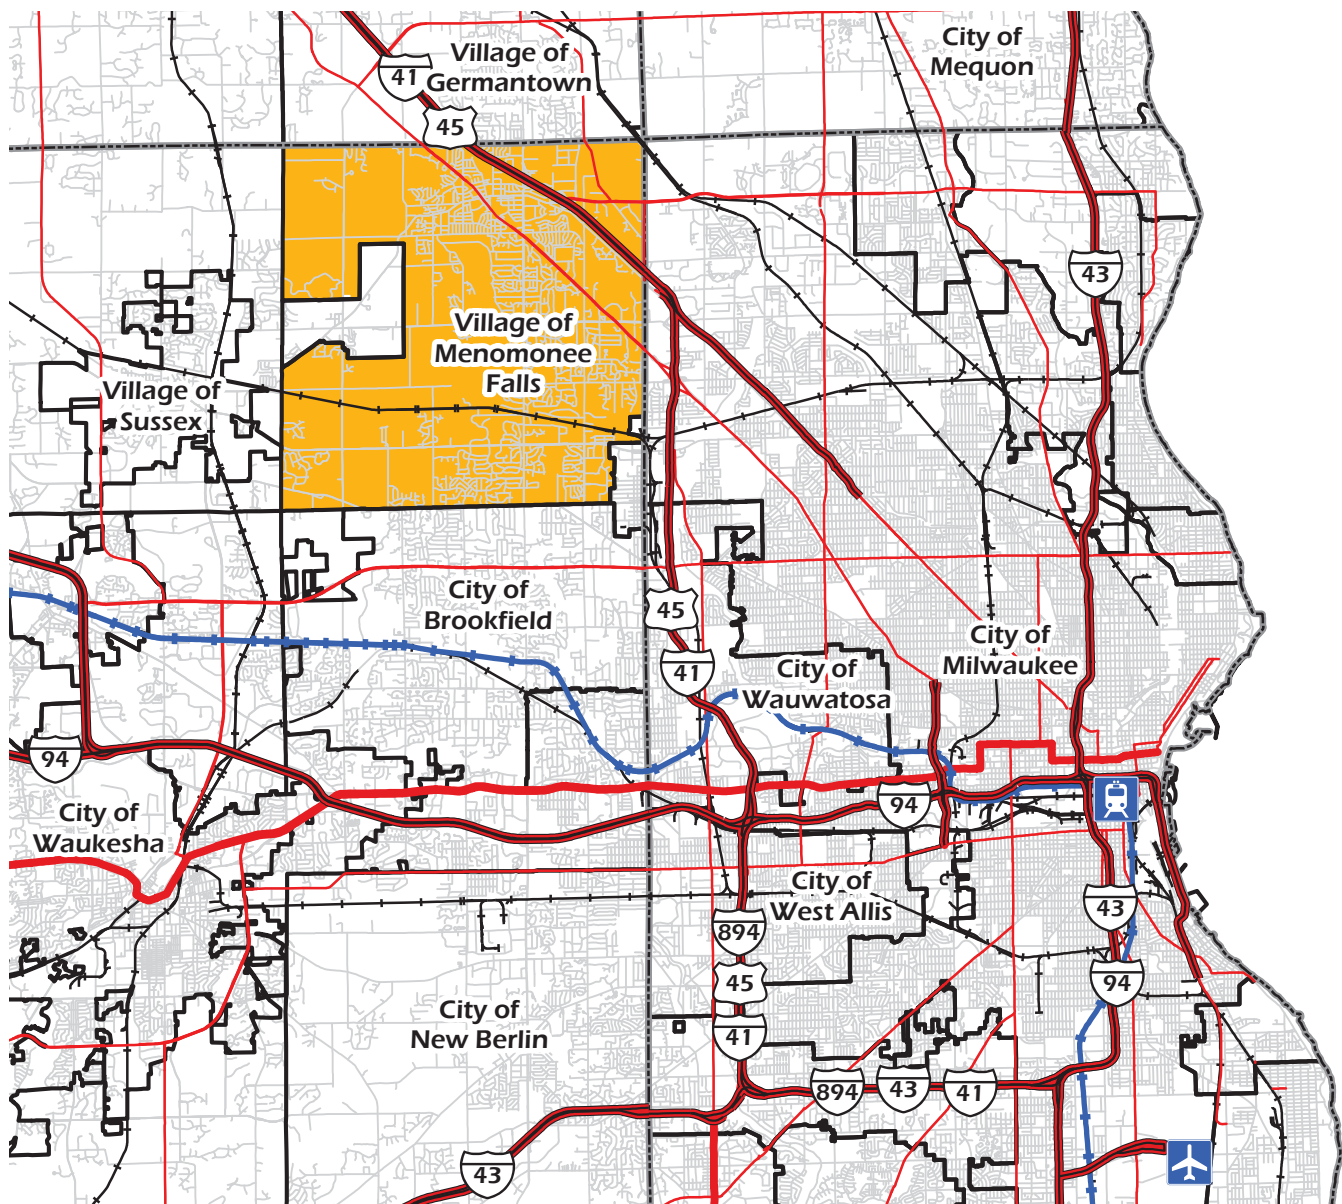 City of
Mequon
Village of
Germantown
41
45
43
Village of
Menomonee
Falls
Village of
Sussex
City of
Brookfield
45
City of
Milwaukee
41
City of
Wauwatosa
94
94
City of
Waukesha
City of
West Allis
43
894
45
94
41
City of
New Berlin
894
43
41
43